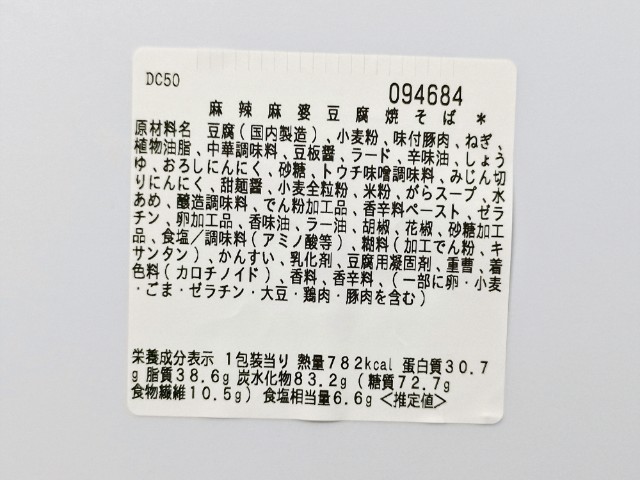 DC50
094684
麻辣麻婆豆腐焼そば*
原材料名 豆腐(国内製造)、小麦粉、味付豚肉、ねぎ、
植物油脂、中華調味料、豆板醤、ラード、辛味油、しょう
ゆ、おろしにんにく、砂糖、トウチ味噌調味料、みじん切
りにんにく、甜麺醤、小麦全粒粉、米粉、がらスープ、水
あめ、醸造調味料、でん粉加工品、香辛料ペースト、ゼラ
チン、卵加工品、香味油、ラー油、胡椒、花椒、砂糖加工
品、食塩/調味料(アミノ酸等)、糊料(加工でん粉、キ
サンタン)、かんすい、乳化剤、豆腐用凝固剤、重曹、着
色料(カロチノイド)、香料、香辛料、(一部に卵・小麦
・ごま・ゼラチン・大豆・鶏肉・豚肉を含む)
栄養成分表示 1包装当り 熱量782kcal 蛋白質30.7
g 脂質38.6g 炭水化物83.2g(糖質72.7g
食物繊維10.5g) 食塩相当量6.6g <推定値>